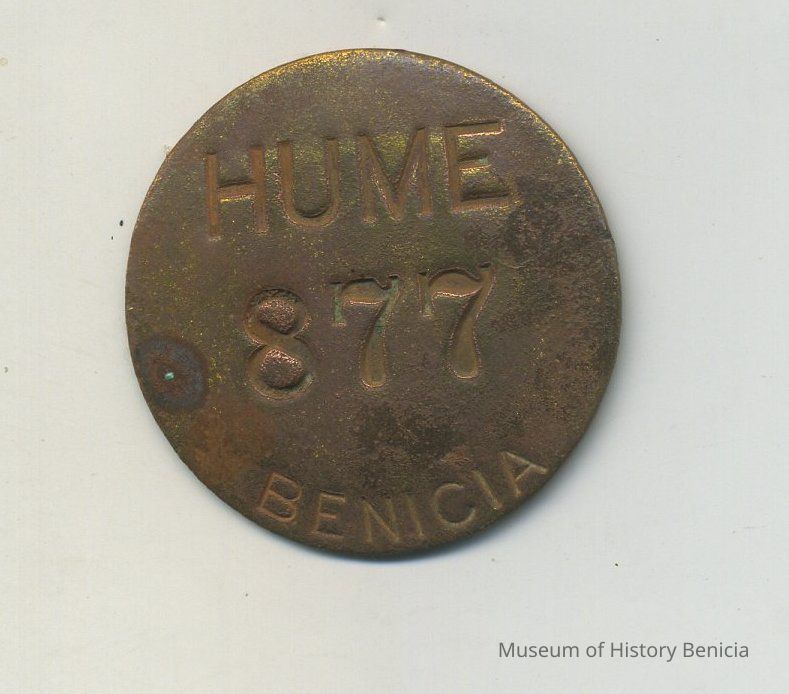 HUME
877
BENICIA
Museum of History Benicia